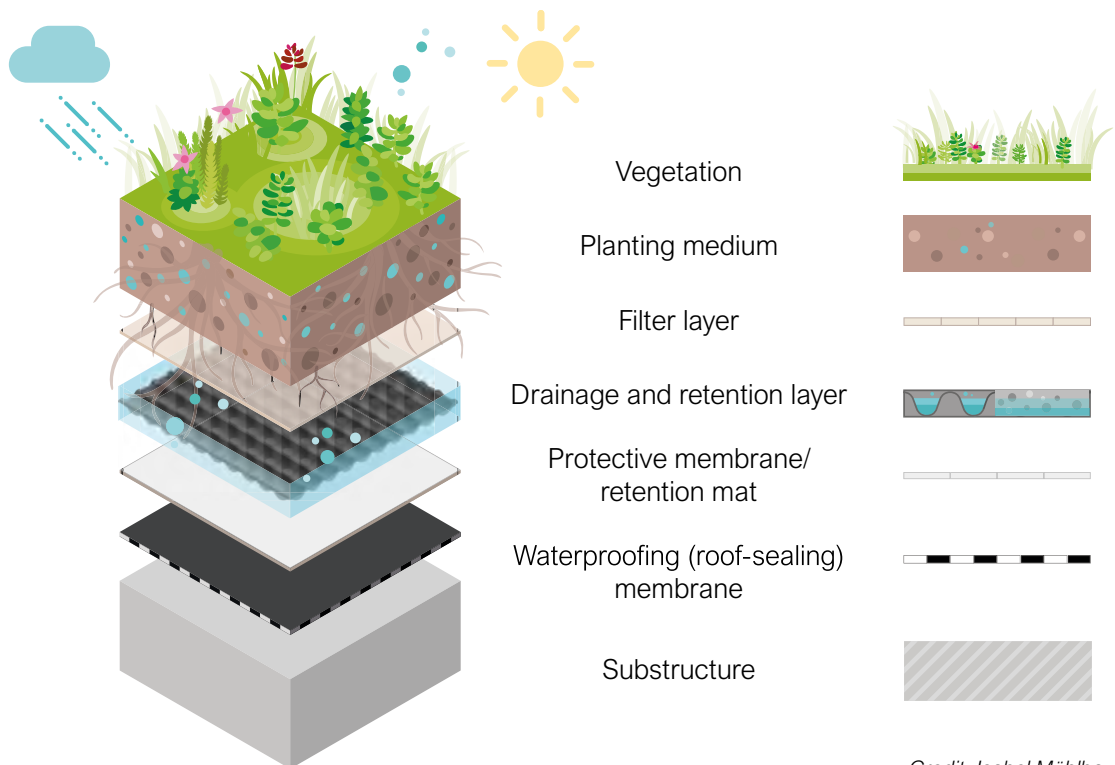 Vegetation
Planting medium
Filter layer
Drainage and retention layer
Protective membrane/
retention mat
Waterproofing (roof-sealing)
membrane
Substructure